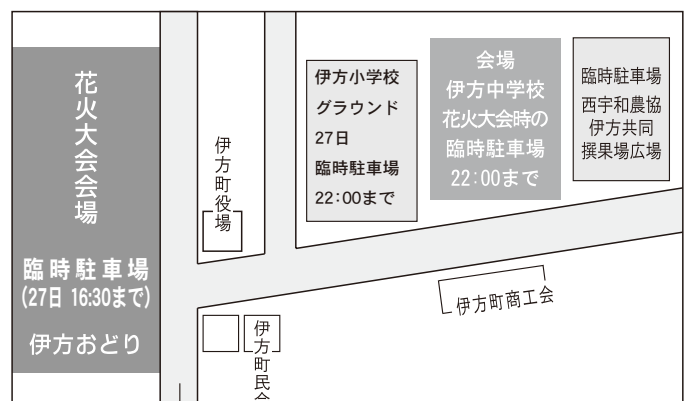 花火大会会場
臨時駐車場
(27日 16:30まで)
伊方おどり
伊方町役場
伊方小学校
グラウンド
27日
臨時駐車場
22:00まで
会場
伊方中学校
花火大会時の
臨時駐車場
22:00まで
臨時駐車場
西宇和農協
伊方共同
撰果場広場
伊方町商工会
伊方町民会